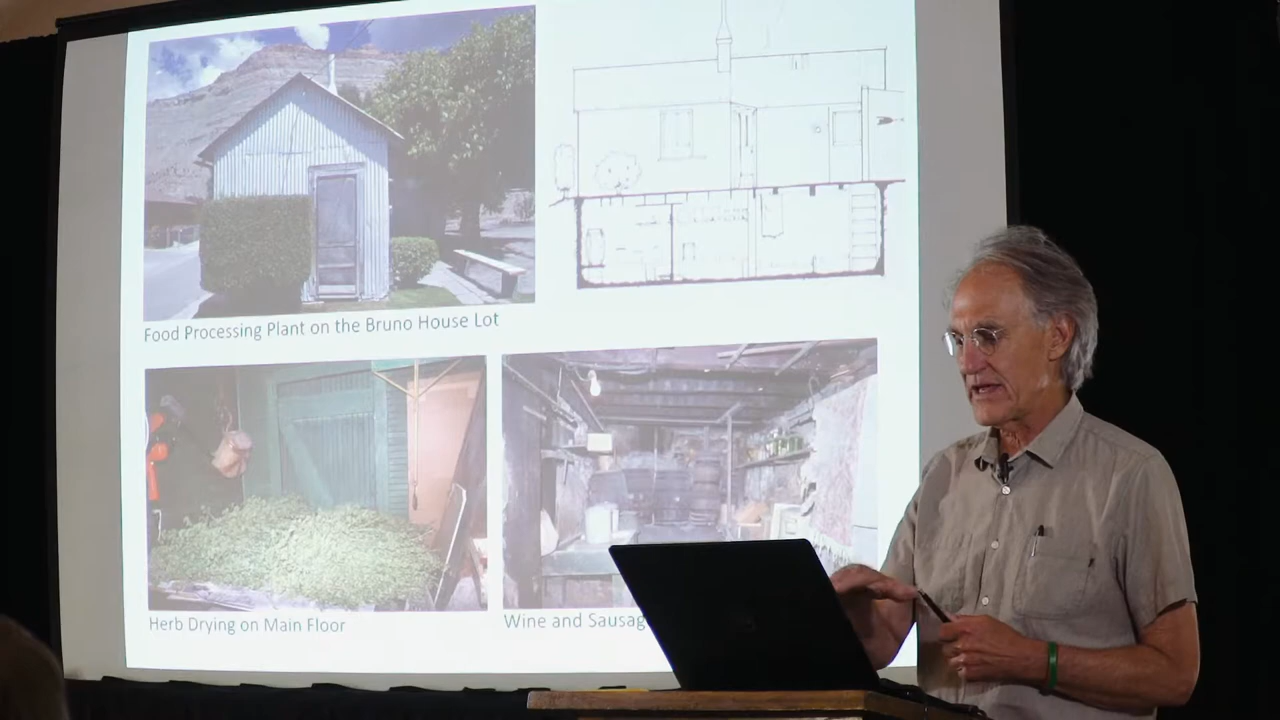 Food Processing Plant on the Bruno House Lot
Herb Drying on Main Floor
Wine and Sausag